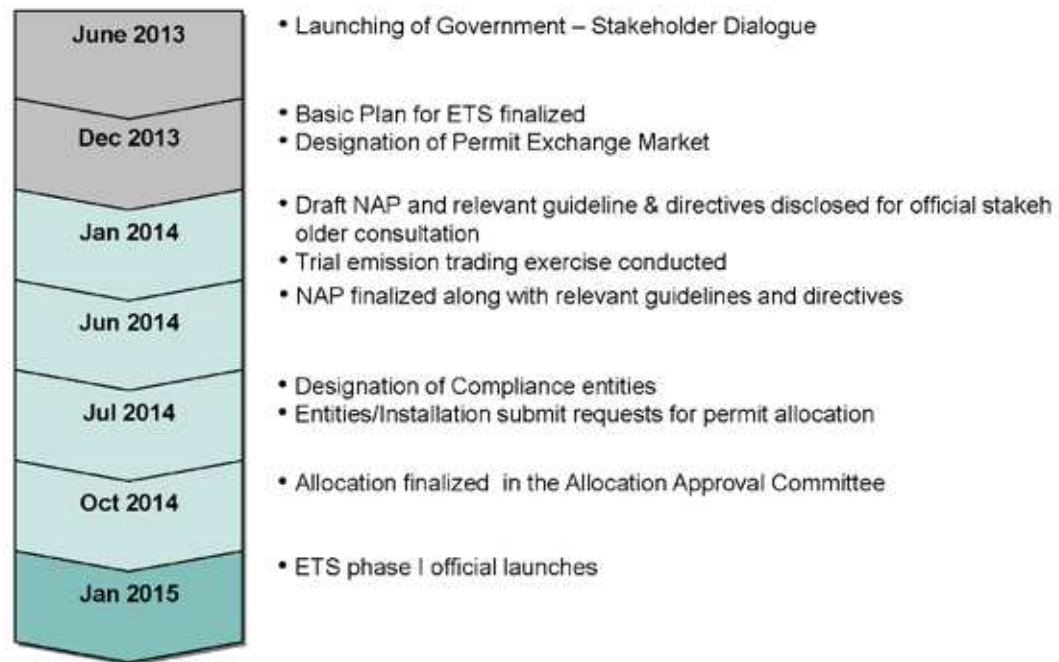 June 2013
• Launching of Government – Stakeholder Dialogue
Dec 2013
• Basic Plan for ETS finalized
• Designation of Permit Exchange Market
Jan 2014
• Draft NAP and relevant guideline & directives disclosed for official stakeh
older consultation
• Trial emission trading exercise conducted
Jun 2014
• NAP finalized along with relevant guidelines and directives
Jul 2014
• Designation of Compliance entities
• Entities/Installation submit requests for permit allocation
Oct 2014
• Allocation finalized in the Allocation Approval Committee
Jan 2015
• ETS phase I official launches